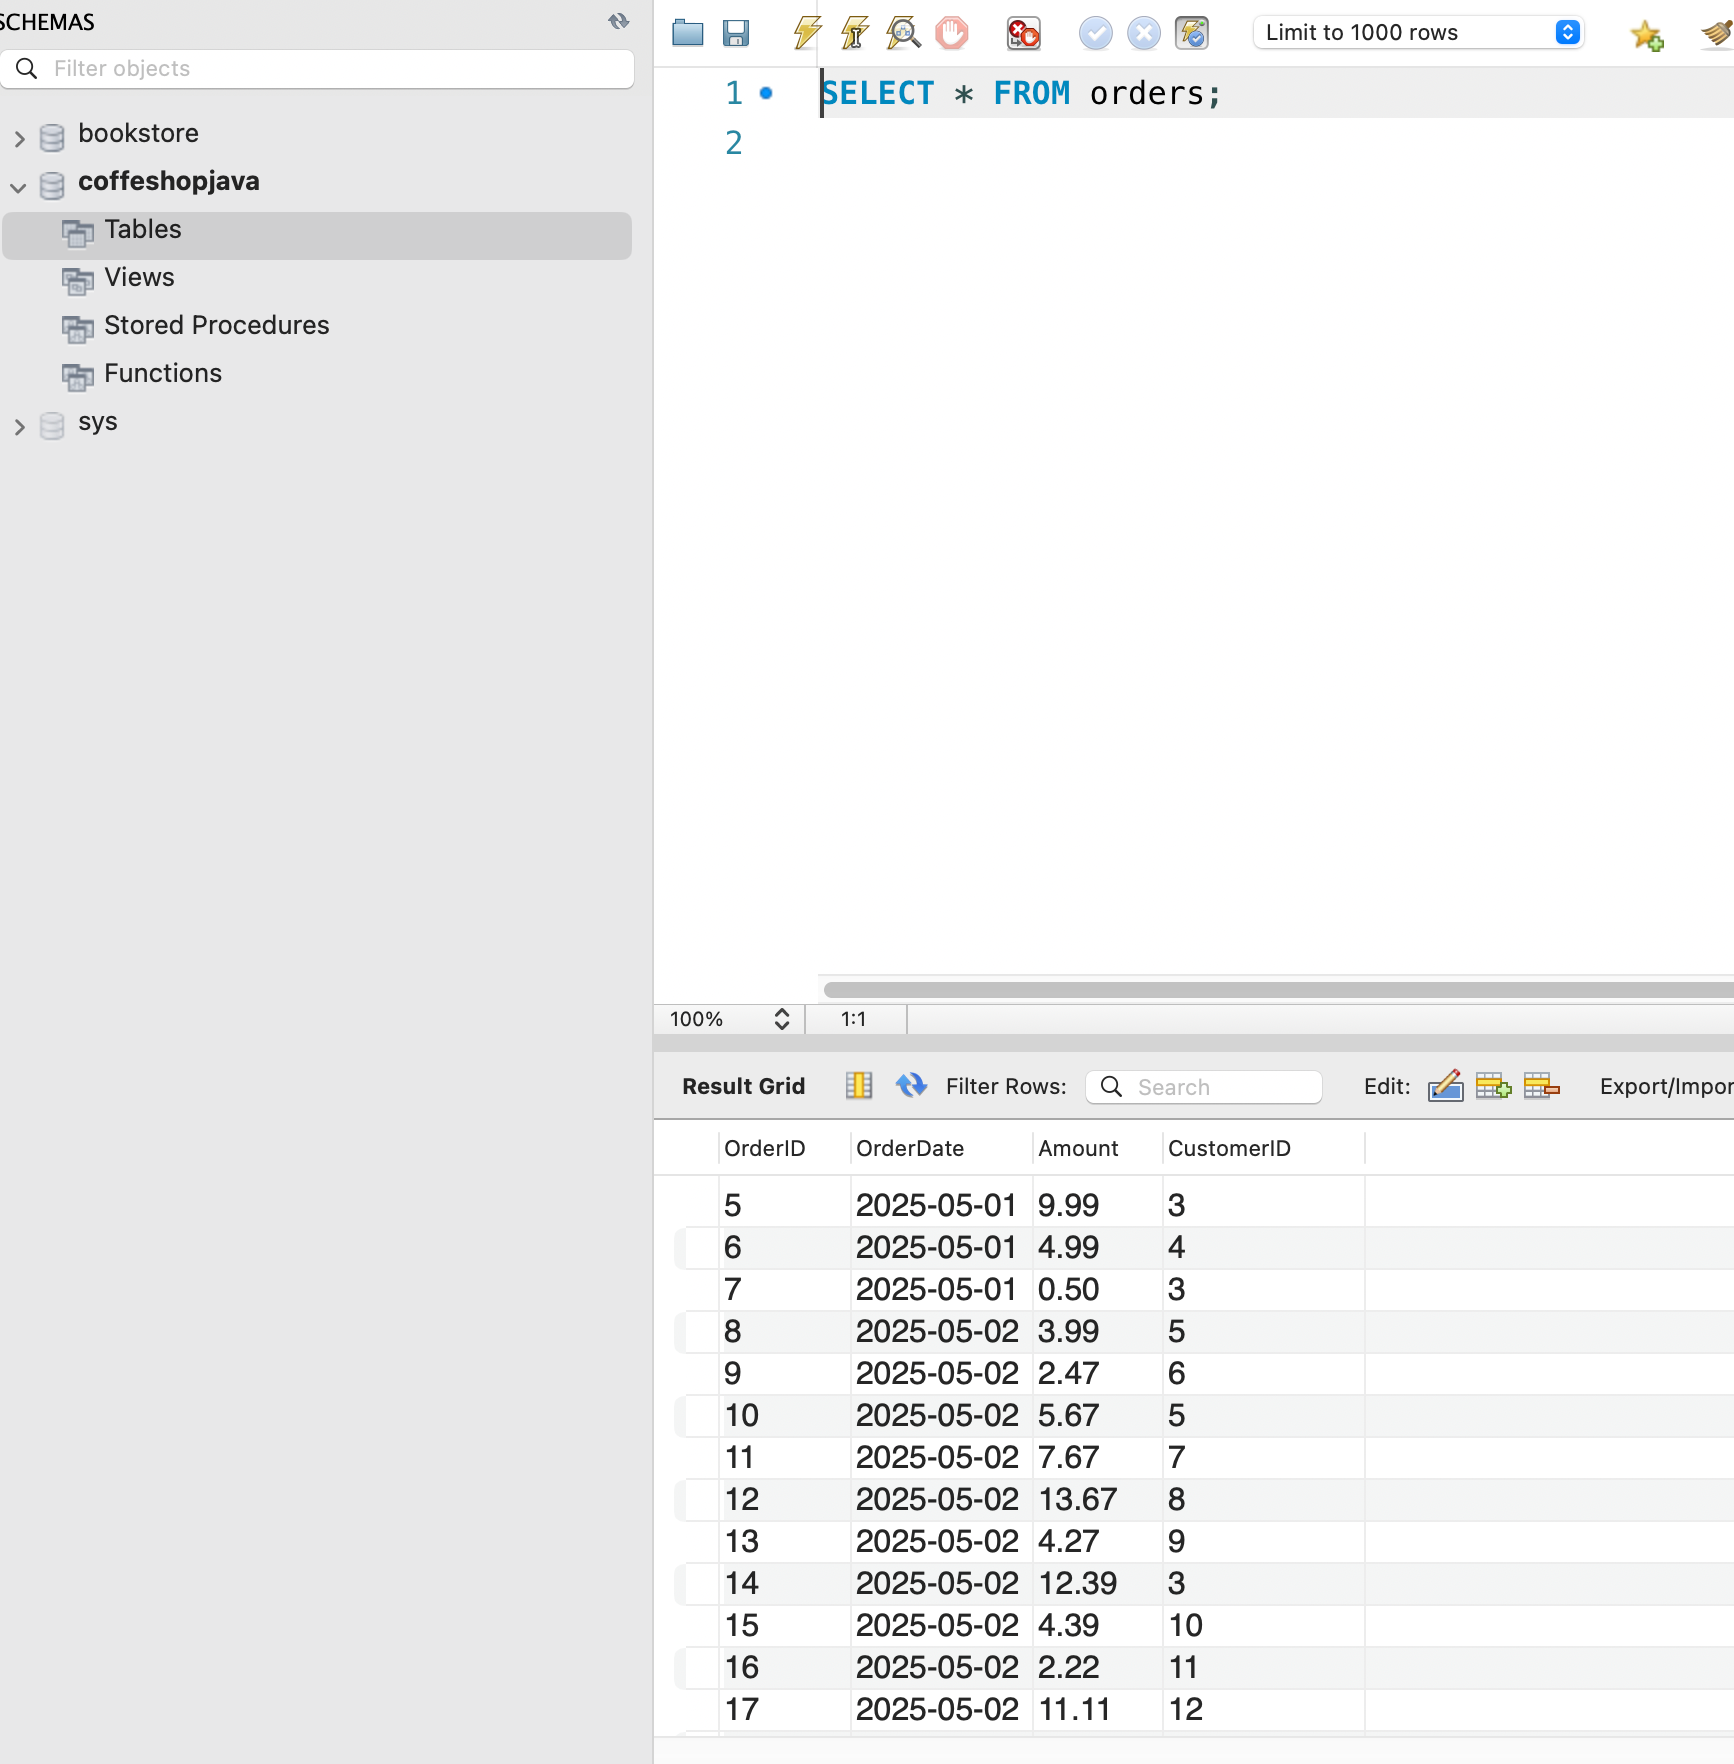 SCHEMAS
Filter objects
bookstore
coffeshopjava
Tables
Views
Stored Procedures
Functions
sys
Limit to 1000 rows
1 SELECT * FROM orders;
2
100% 1:1
Result Grid Filter Rows: Search Edit: Export/Impor
OrderID OrderDate Amount CustomerID
5 2025-05-01 9.99 3
6 2025-05-01 4.99 4
7 2025-05-01 0.50 3
8 2025-05-02 3.99 5
9 2025-05-02 2.47 6
10 2025-05-02 5.67 5
11 2025-05-02 7.67 7
12 2025-05-02 13.67 8
13 2025-05-02 4.27 9
14 2025-05-02 12.39 3
15 2025-05-02 4.39 10
16 2025-05-02 2.22 11
17 2025-05-02 11.11 12